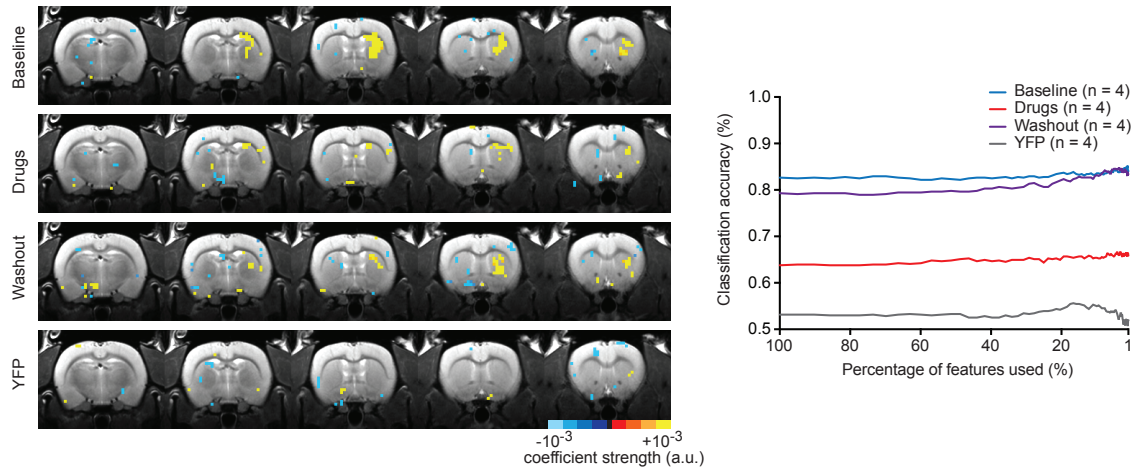 Baseline
Drugs
Washout
YFP
-10-3 +10-3
coefficient strength (a.u.)
Baseline (n = 4)
Drugs (n = 4)
Washout (n = 4)
YFP (n = 4)
Classification accuracy (%)
1.0
0.9
0.8
0.7
0.6
0.5
100 80 60 40 20 1
Percentage of features used (%)